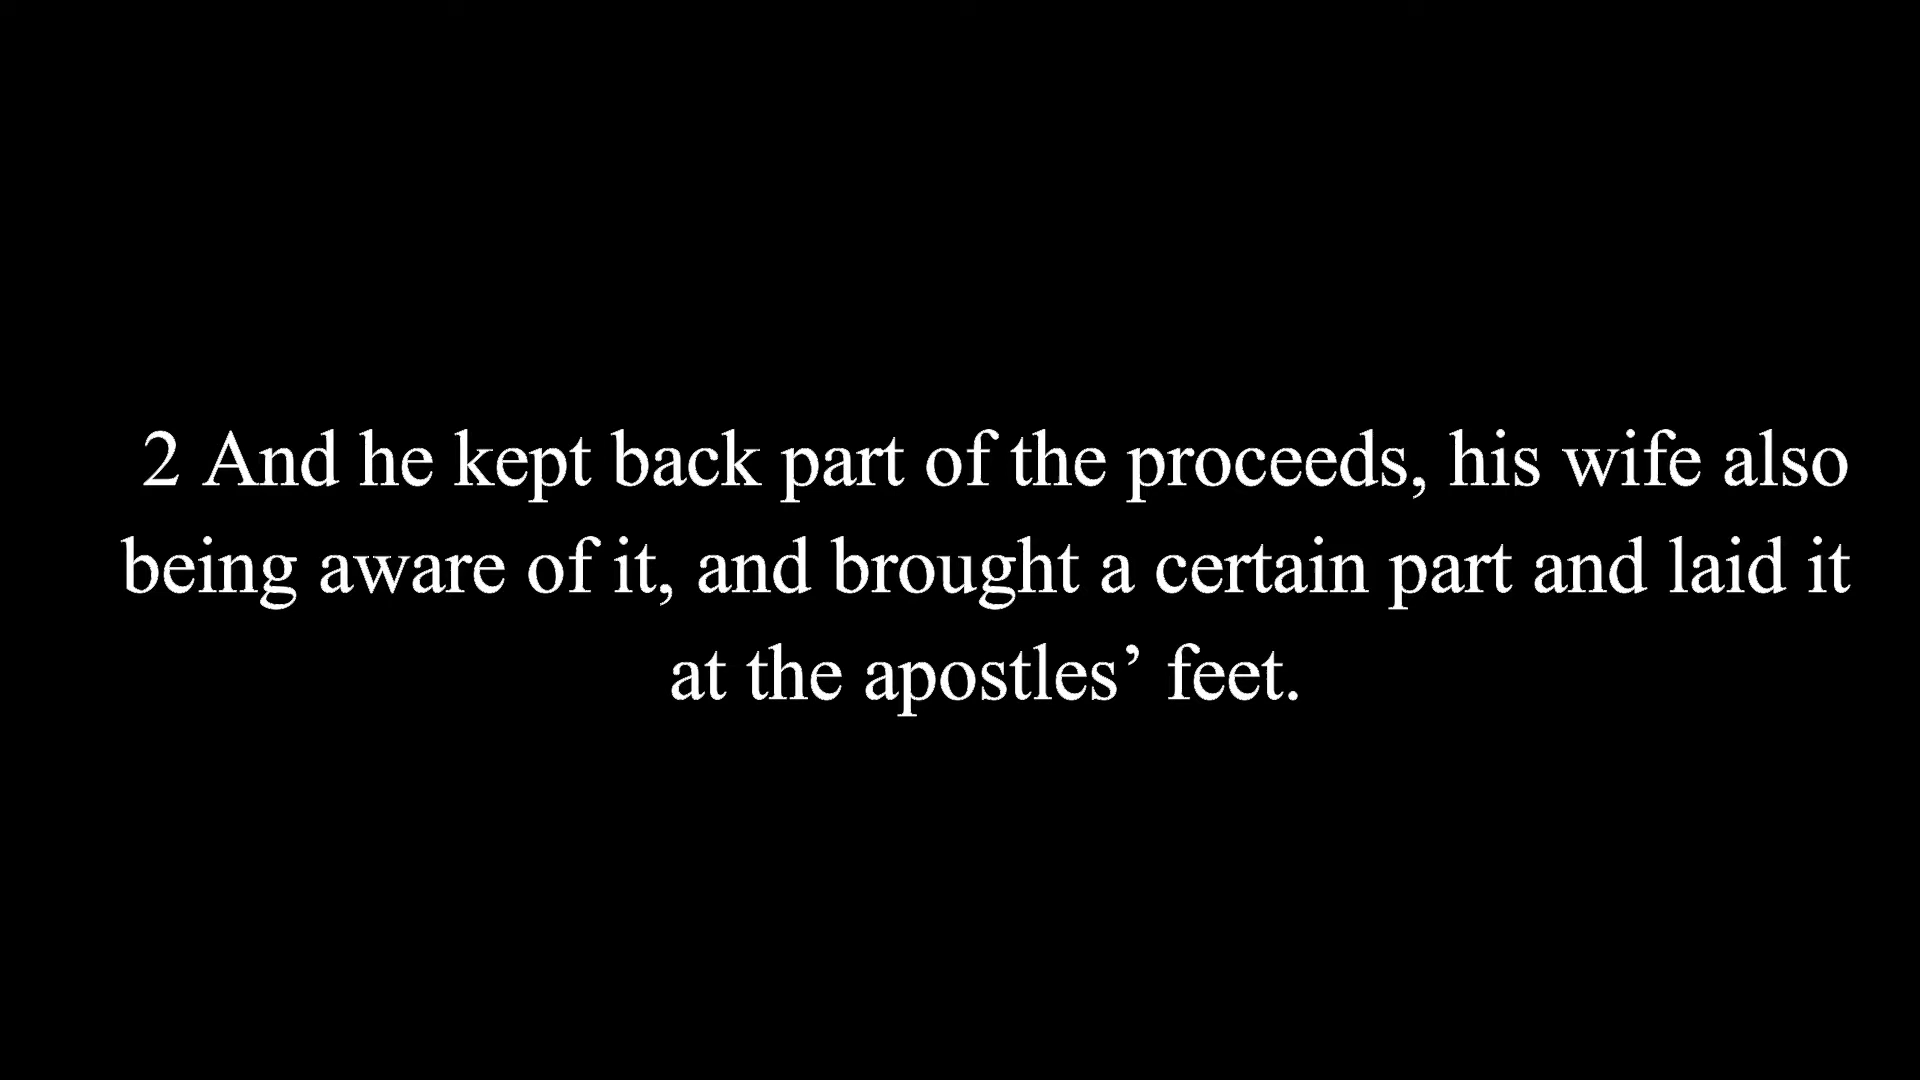 2 And he kept back part of the proceeds, his wife also
being aware of it, and brought a certain part and laid it
at the apostles’ feet.